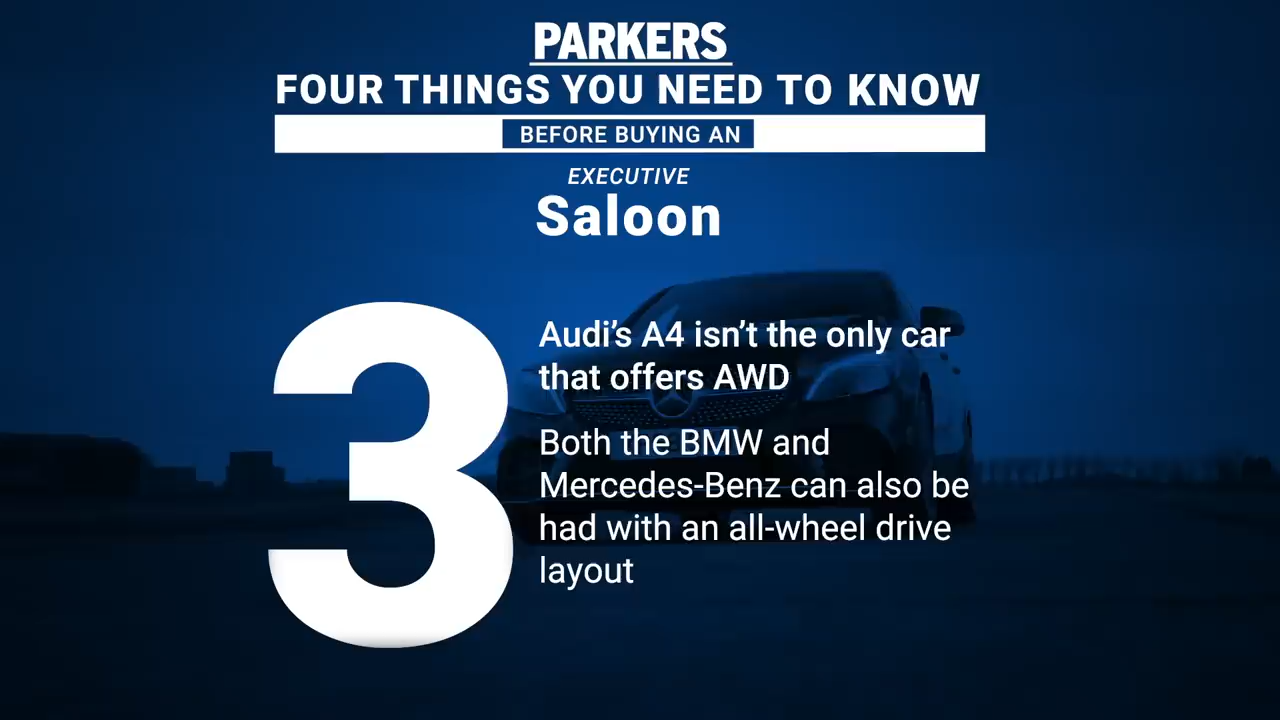 PARKERS
FOUR THINGS YOU NEED TO KNOW
BEFORE BUYING AN
EXECUTIVE
Saloon
3
Audi’s A4 isn’t the only car
that offers AWD
Both the BMW and
Mercedes-Benz can also be
had with an all-wheel drive
layout